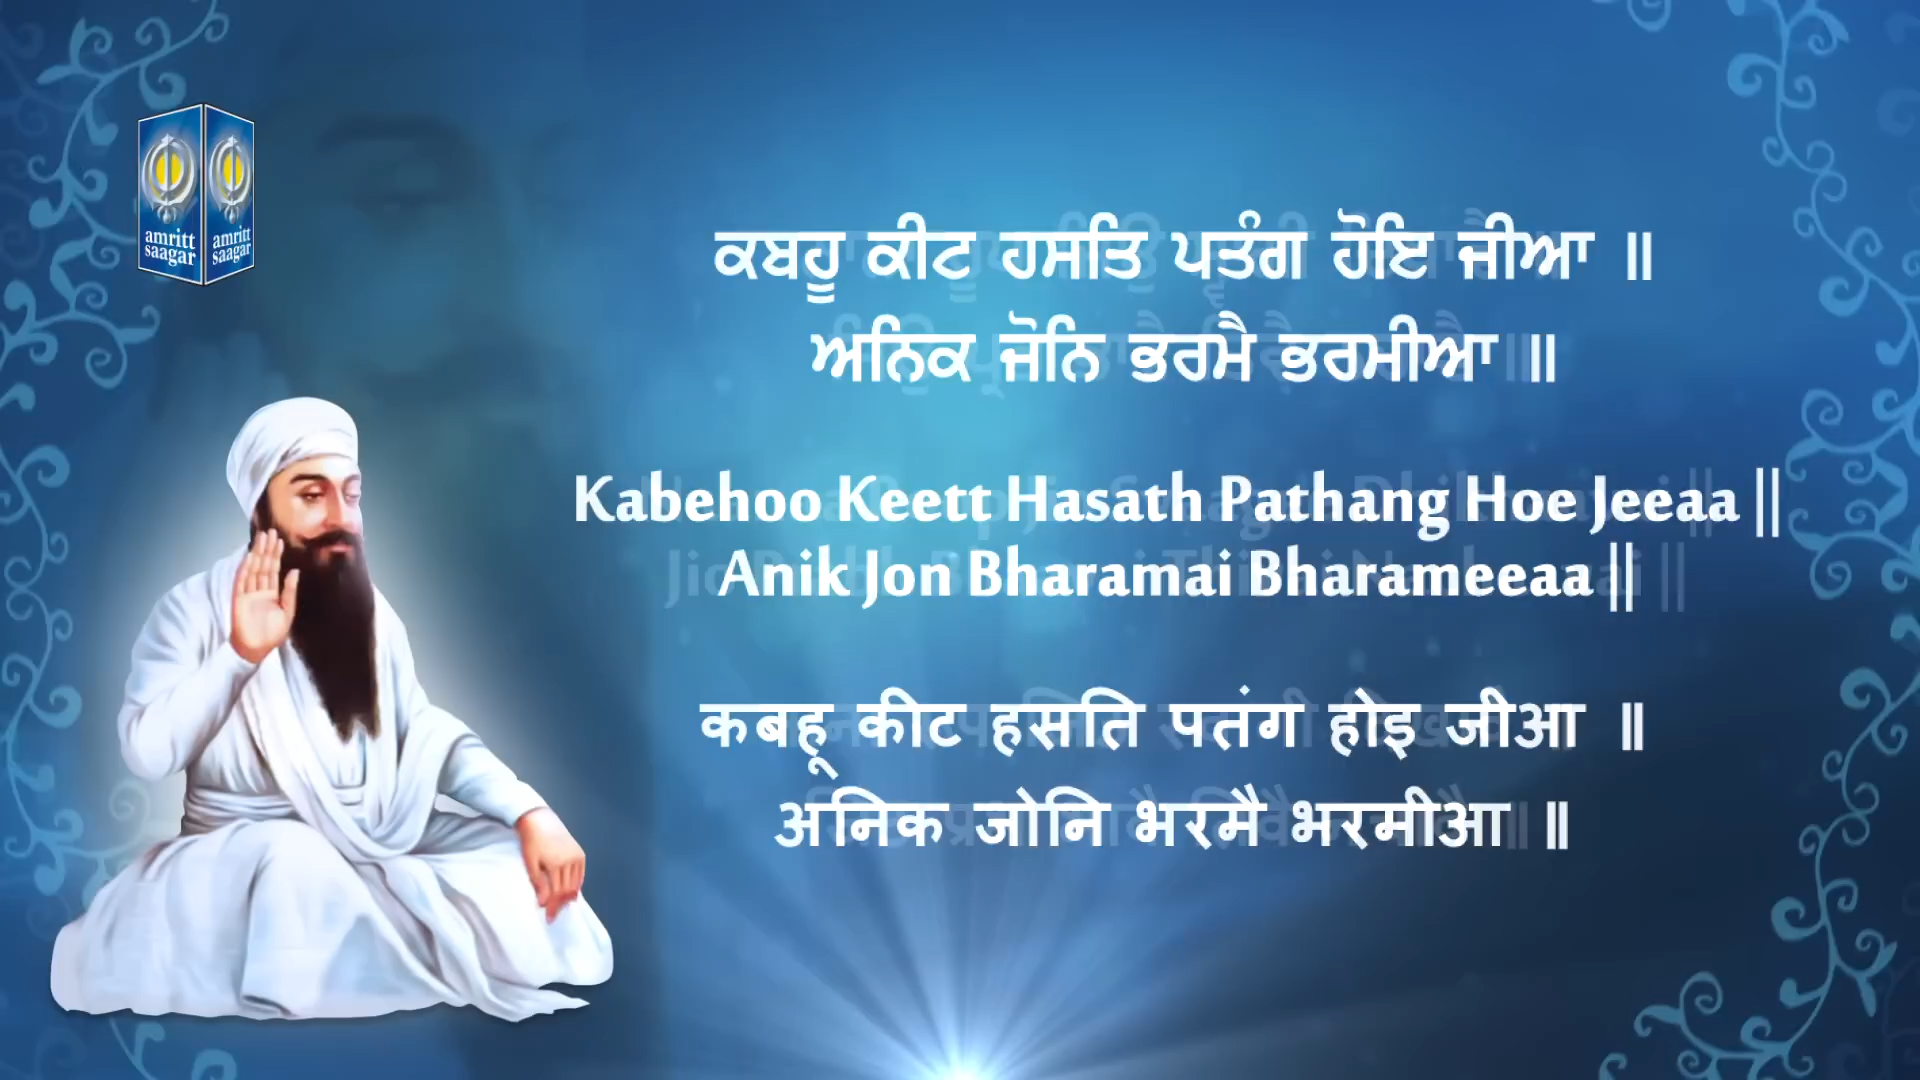 amritt
saagar
amritt
saagar
ਕਬਹੂ ਕੀਟ ਹਸਤਿ ਪਤੰਗ ਹੋਇ ਜੀਆ ॥
ਅਨਿਕ ਜੋਨਿ ਭਰਮੈ ਭਰਮੀਆ ॥
Kabehoo Keett Hasath Pathang Hoe Jeeaa ||
Anik Jon Bharamai Bharameeaa ||
कबहू कीट हसति पतंग होइ जीआ ॥
अनिक जोनि भरमै भरमीआ ॥